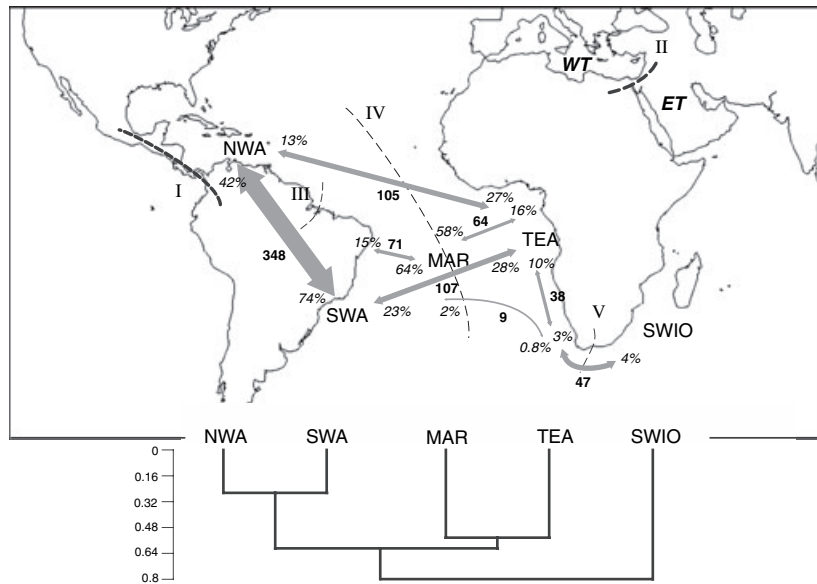 II
WT
ET
IV
13%
NWA
42%
I
III
105
27%
16%
64
58%
TEA
15%
71
MAR
64%
28%
10%
348
107
74%
SWA
23%
2%
9
38
V
SWIO
3%
0.8%
4%
47
NWA SWA MAR TEA SWIO
0
0.16
0.32
0.48
0.64
0.8